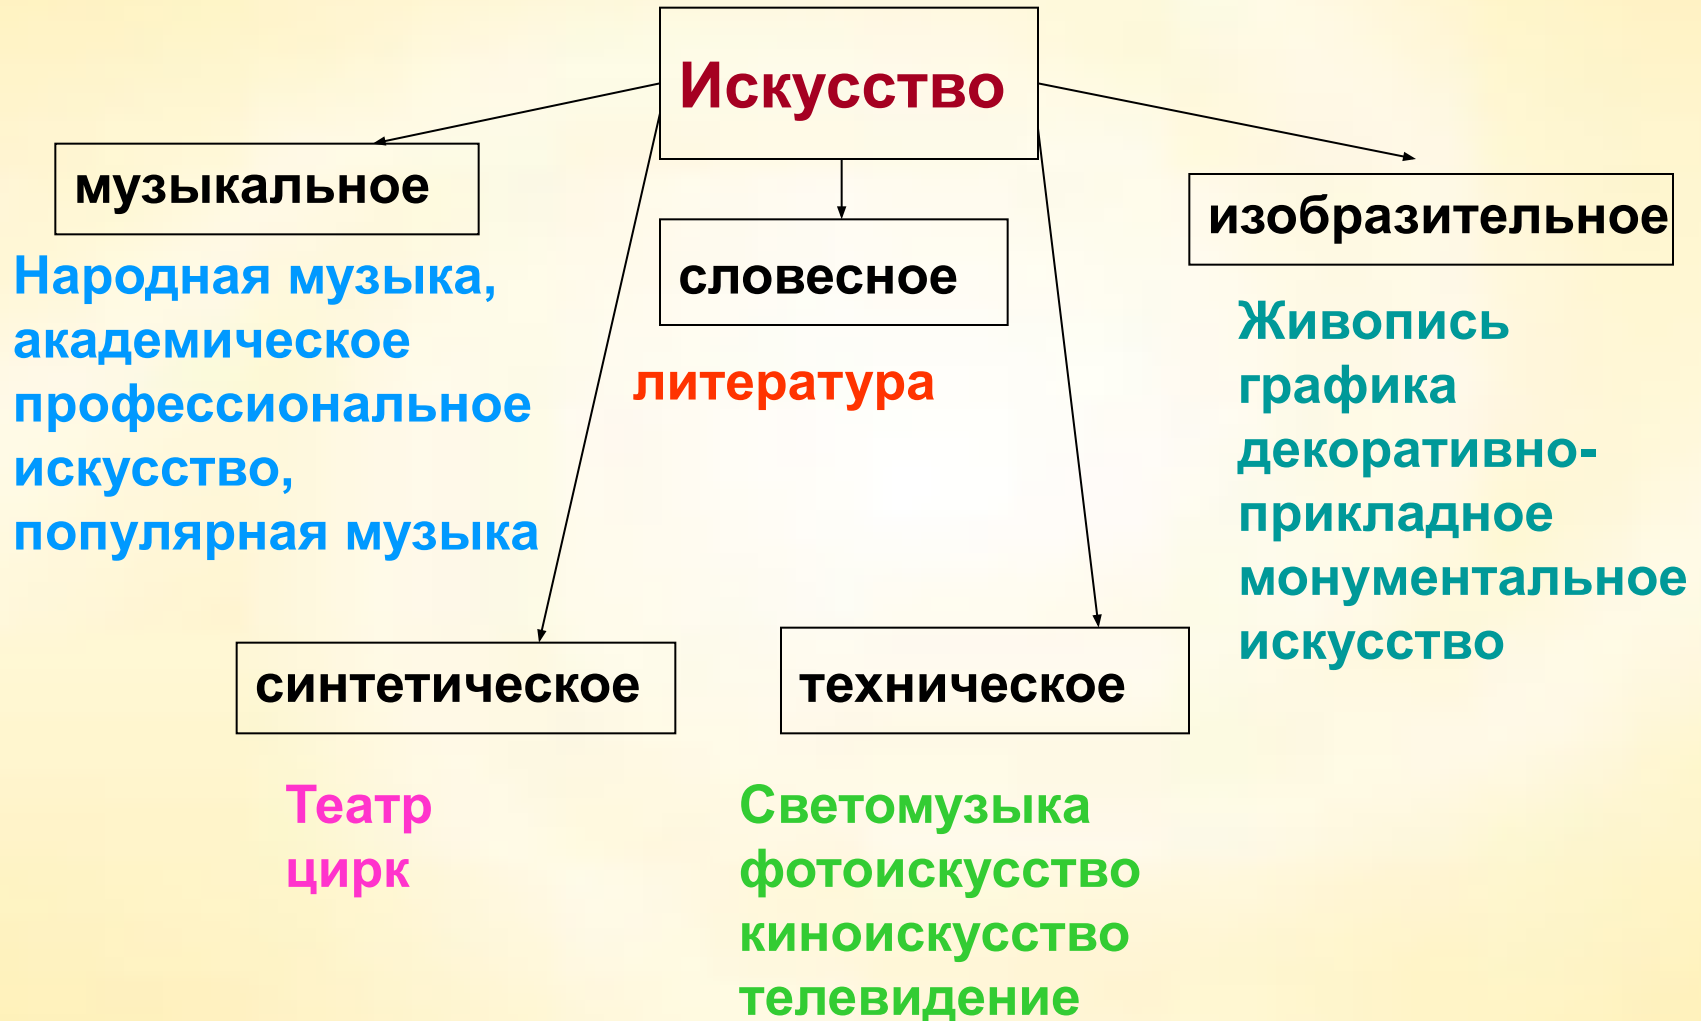 Искусство
музыкальное
Народная музыка,
академическое
профессиональное
искусство,
популярная музыка
словесное
литература
изобразительное
Живопись
графика
декоративно-
прикладное
монументальное
искусство
синтетическое
Театр
цирк
техническое
Светомузыка
фотоискусство
киноискусство
телевидение